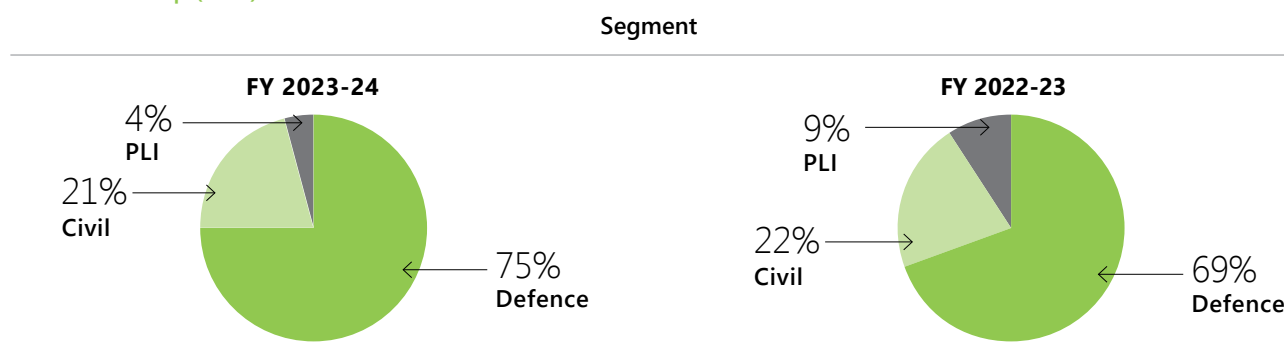 Segment
FY 2023-24
4%
PLI
21%
Civil
75%
Defence
FY 2022-23
9%
PLI
22%
Civil
69%
Defence